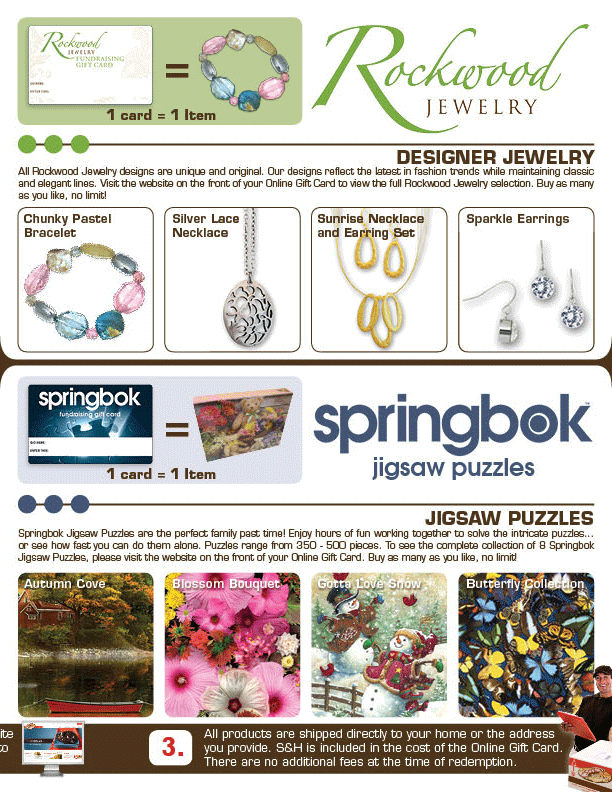 Rockwood
JEWELRY
FUNDRAISING
GIFT CARD
=
1 card = 1 Item
Rockwood
JEWELRY
DESIGNER JEWELRY
All Rockwood Jewelry designs are unique and original. Our designs reflect the latest in fashion trends while maintaining classic
and elegant lines. Visit the website on the front of your Online Gift Card to view the full Rockwood Jewelry selection. Buy as many
as you like, no limit!
Chunky Pastel
Bracelet
Silver Lace
Necklace
Sunrise Necklace
and Earring Set
Sparkle Earrings
springbok
fundraising gift card
=
1 card = 1 Item
springbok™
jigsaw puzzles
JIGSAW PUZZLES
Springbok Jigsaw Puzzles are the perfect family past time! Enjoy hours of fun working together to solve the intricate puzzles...
or see how fast you can do them alone. Puzzles range from 350 - 500 pieces. To see the complete collection of 8 Springbok
Jigsaw Puzzles, please visit the website on the front of your Online Gift Card. Buy as many as you like, no limit!
Autumn Cove
Blossom Bouquet
Gotta Love Snow
Butterfly Collection
ite
to
3.
All products are shipped directly to your home or the address
you provide. S&H is included in the cost of the Online Gift Card.
There are no additional fees at the time of redemption.